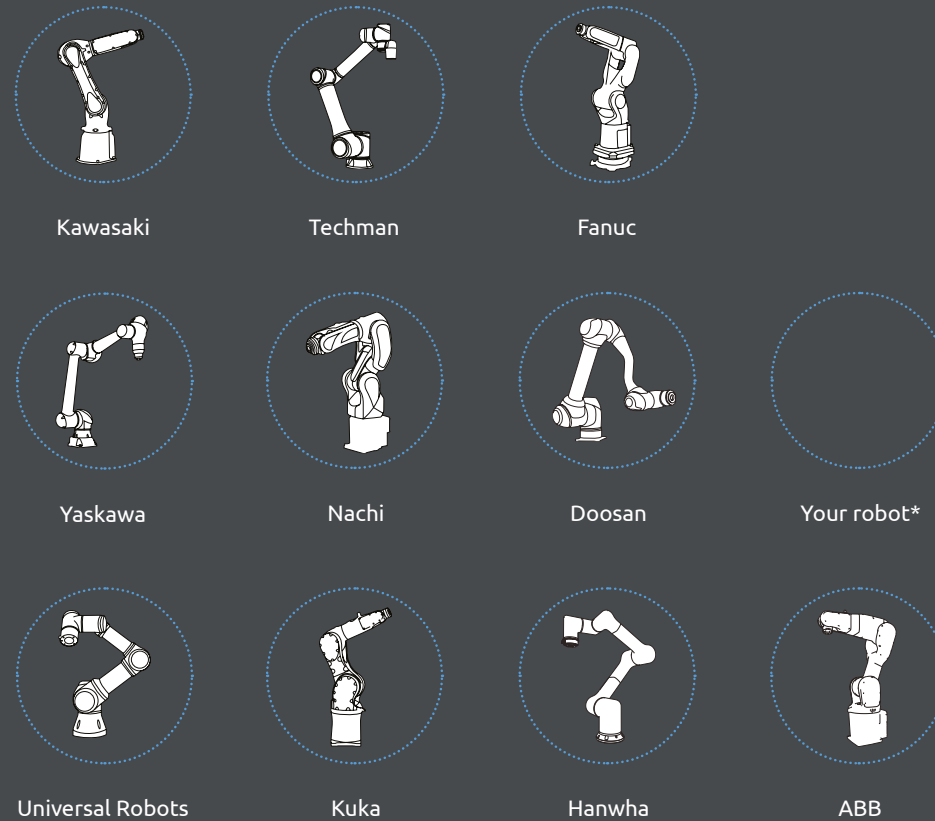 Kawasaki
Techman
Fanuc
Yaskawa
Nachi
Doosan
Your robot*
Universal Robots
Kuka
Hanwha
ABB